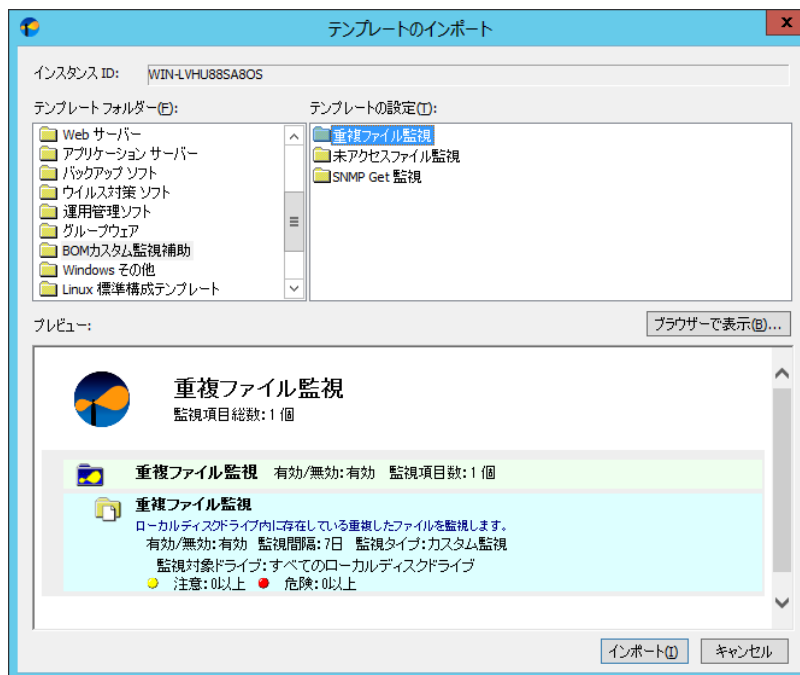 テンプレートのインポート
x
インスタンス ID: WIN-LVHU88SA8OS
テンプレート フォルダー(F):
テンプレートの設定(T):
Web サーバー
アプリケーション サーバー
バックアップ ソフト
ウイルス対策 ソフト
運用管理ソフト
グループウェア
BOMカスタム監視補助
Windows その他
Linux 標準構成テンプレート
重複ファイル監視
未アクセスファイル監視
SNMP Get 監視
プレビュー:
ブラウザーで表示(B)...
重複ファイル監視
監視項目総数:1 個
重複ファイル監視 有効/無効:有効 監視項目数:1 個
重複ファイル監視
ローカルディスクドライブ内に存在している重複したファイルを監視します。
有効/無効:有効 監視間隔:7日 監視タイプ:カスタム監視
監視対象ドライブ:すべてのローカルディスクドライブ
注意:0以上 危険:0以上
インポート(I)
キャンセル